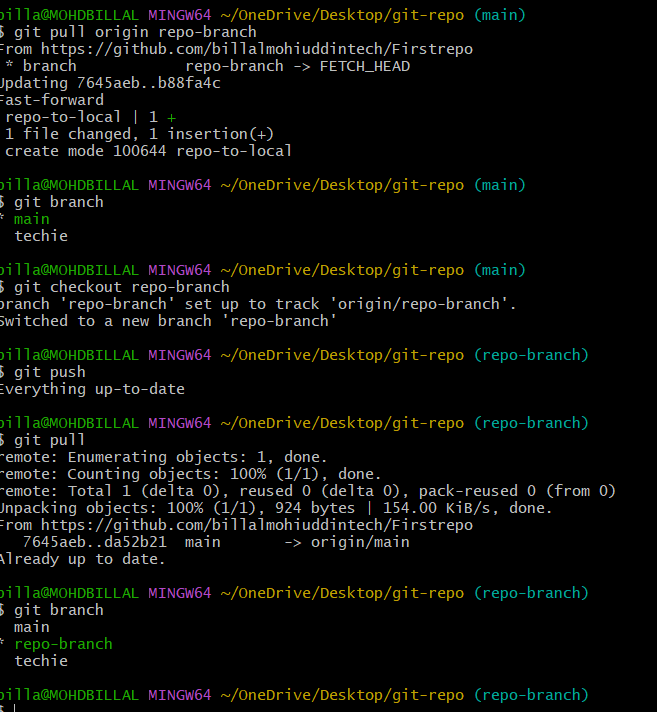 billa@MOHDBILLAL MINGW64 ~/OneDrive/Desktop/git-repo (main)
$ git pull origin repo-branch
From https://github.com/billalmohiuddintech/Firstrepo
 * branch            repo-branch -> FETCH_HEAD
Updating 7645aeb..b88fa4c
Fast-forward
 repo-to-local | 1 +
 1 file changed, 1 insertion(+)
 create mode 100644 repo-to-local
billa@MOHDBILLAL MINGW64 ~/OneDrive/Desktop/git-repo (main)
$ git branch
* main
  techie
billa@MOHDBILLAL MINGW64 ~/OneDrive/Desktop/git-repo (main)
$ git checkout repo-branch
branch 'repo-branch' set up to track 'origin/repo-branch'.
Switched to a new branch 'repo-branch'
billa@MOHDBILLAL MINGW64 ~/OneDrive/Desktop/git-repo (repo-branch)
$ git push
Everything up-to-date
billa@MOHDBILLAL MINGW64 ~/OneDrive/Desktop/git-repo (repo-branch)
$ git pull
remote: Enumerating objects: 1, done.
remote: Counting objects: 100% (1/1), done.
remote: Total 1 (delta 0), reused 0 (delta 0), pack-reused 0 (from 0)
Unpacking objects: 100% (1/1), 924 bytes | 154.00 KiB/s, done.
From https://github.com/billalmohiuddintech/Firstrepo
   7645aeb..da52b21  main       -> origin/main
Already up to date.
billa@MOHDBILLAL MINGW64 ~/OneDrive/Desktop/git-repo (repo-branch)
$ git branch
  main
* repo-branch
  techie
billa@MOHDBILLAL MINGW64 ~/OneDrive/Desktop/git-repo (repo-branch)
$